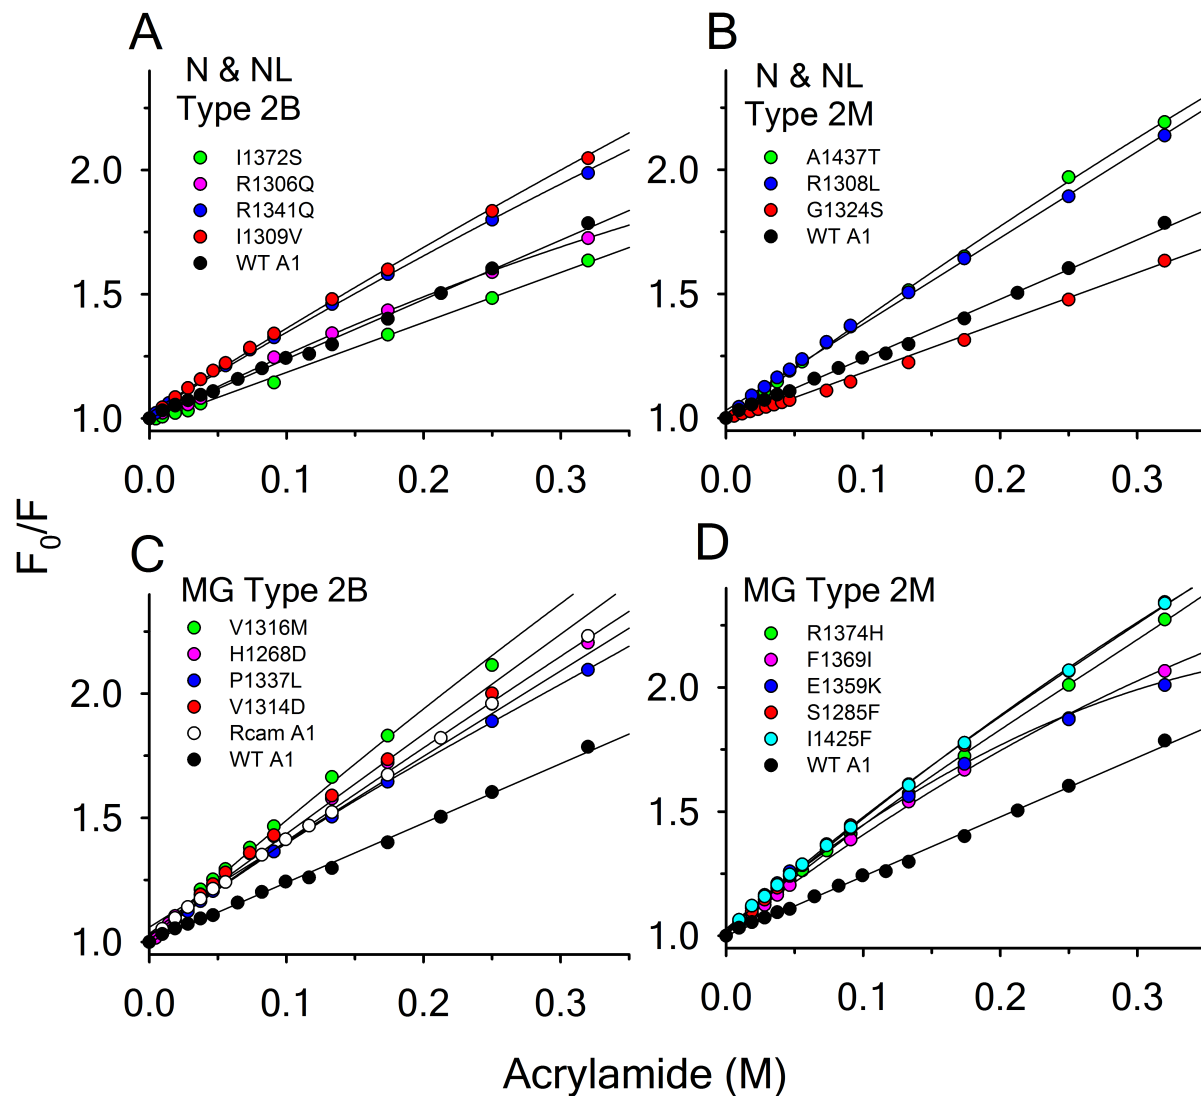 A
N & NL
Type 2B
I1372S
R1306Q
R1341Q
I1309V
WT A1
2.0
1.5
1.0
0.0 0.1 0.2 0.3
B
N & NL
Type 2M
A1437T
R1308L
G1324S
WT A1
2.0
1.5
1.0
0.0 0.1 0.2 0.3
F0/F
C
MG Type 2B
V1316M
H1268D
P1337L
V1314D
Rcam A1
WT A1
2.0
1.5
1.0
0.0 0.1 0.2 0.3
D
MG Type 2M
R1374H
F1369I
E1359K
S1285F
I1425F
WT A1
2.0
1.5
1.0
0.0 0.1 0.2 0.3
Acrylamide (M)